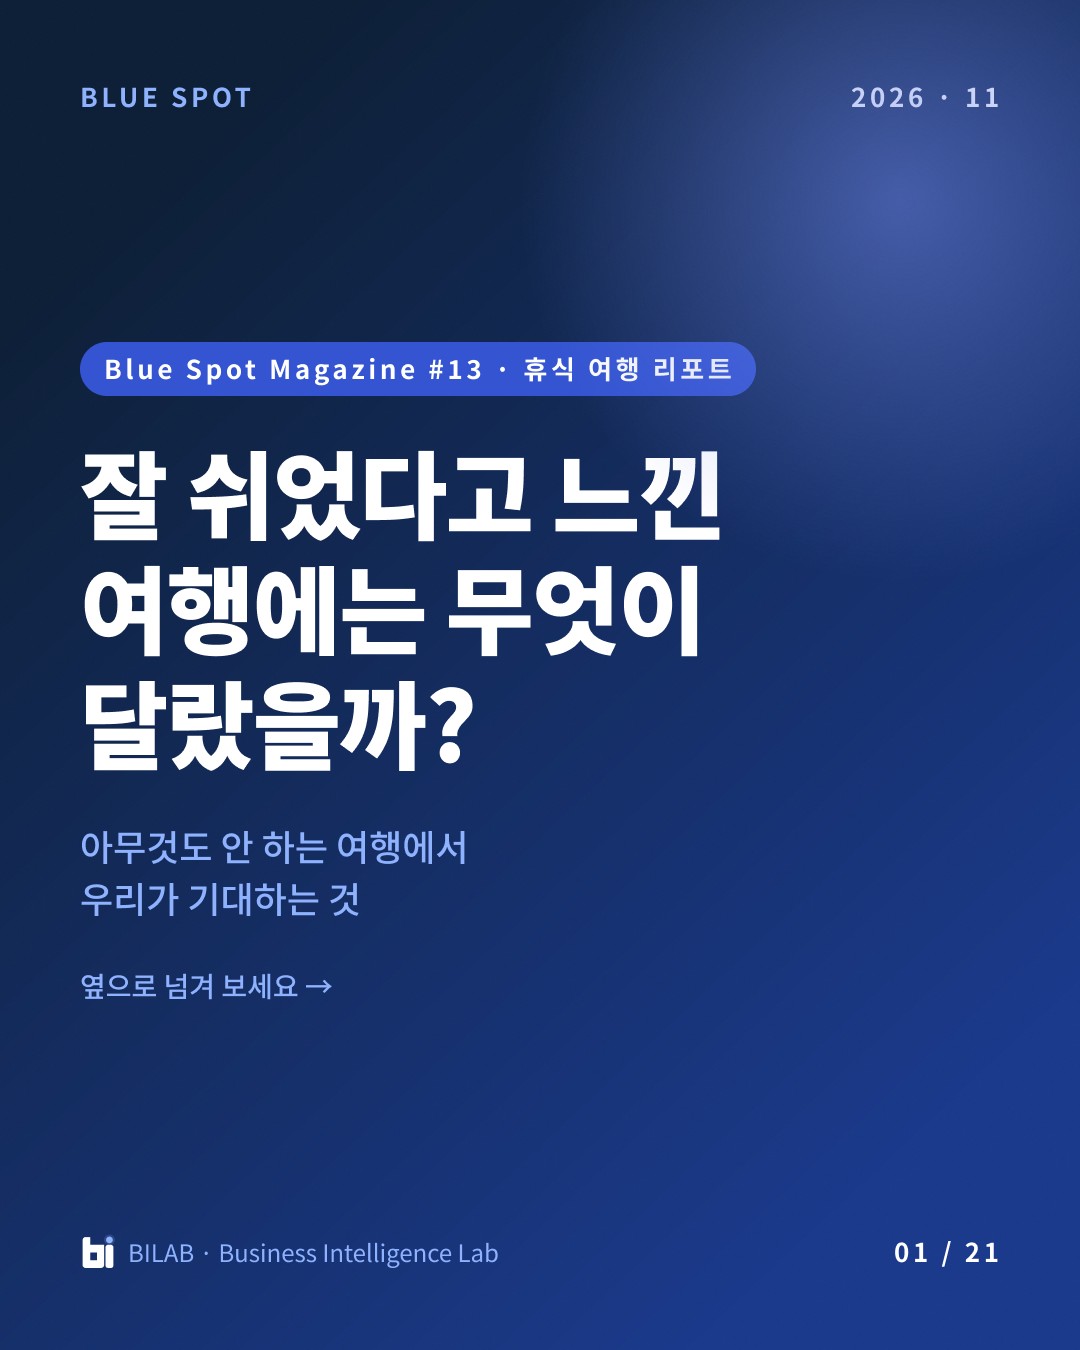 BLUE SPOT
2026 · 11
Blue Spot Magazine #13 · 휴식 여행 리포트
잘 쉬었다고 느낀
여행에는 무엇이
달랐을까?
아무것도 안 하는 여행에서
우리가 기대하는 것
옆으로 넘겨 보세요 →
bi BILAB · Business Intelligence Lab
01 / 21